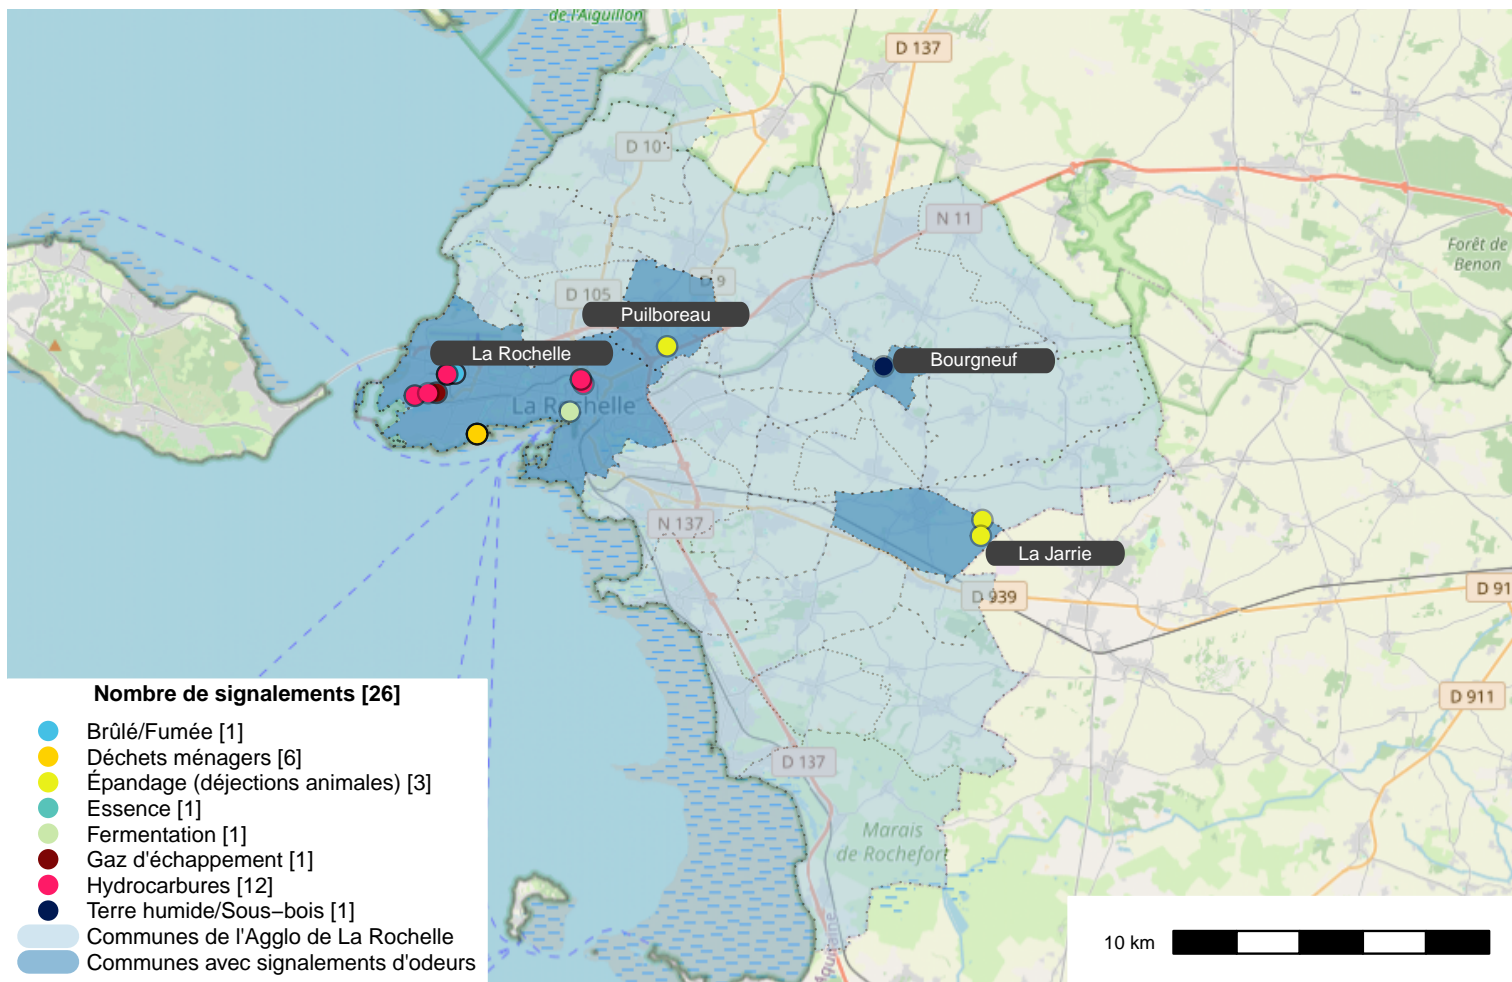 de l'Aiguillon
D 137
D 10
N 11
Forêt de
Benon
D 9
D 105
Puilboreau
La Rochelle
Bourgneuf
La Rochelle
N 137
La Jarrie
D 939
D 91
D 911
D 137
Marais
de Rochefort
Aquitaine
Nombre de signalements [26]
Brûlé/Fumée [1]
Déchets ménagers [6]
Épandage (déjections animales) [3]
Essence [1]
Fermentation [1]
Gaz d'échappement [1]
Hydrocarbures [12]
Terre humide/Sous−bois [1]
Communes de l'Agglo de La Rochelle
Communes avec signalements d'odeurs
10 km